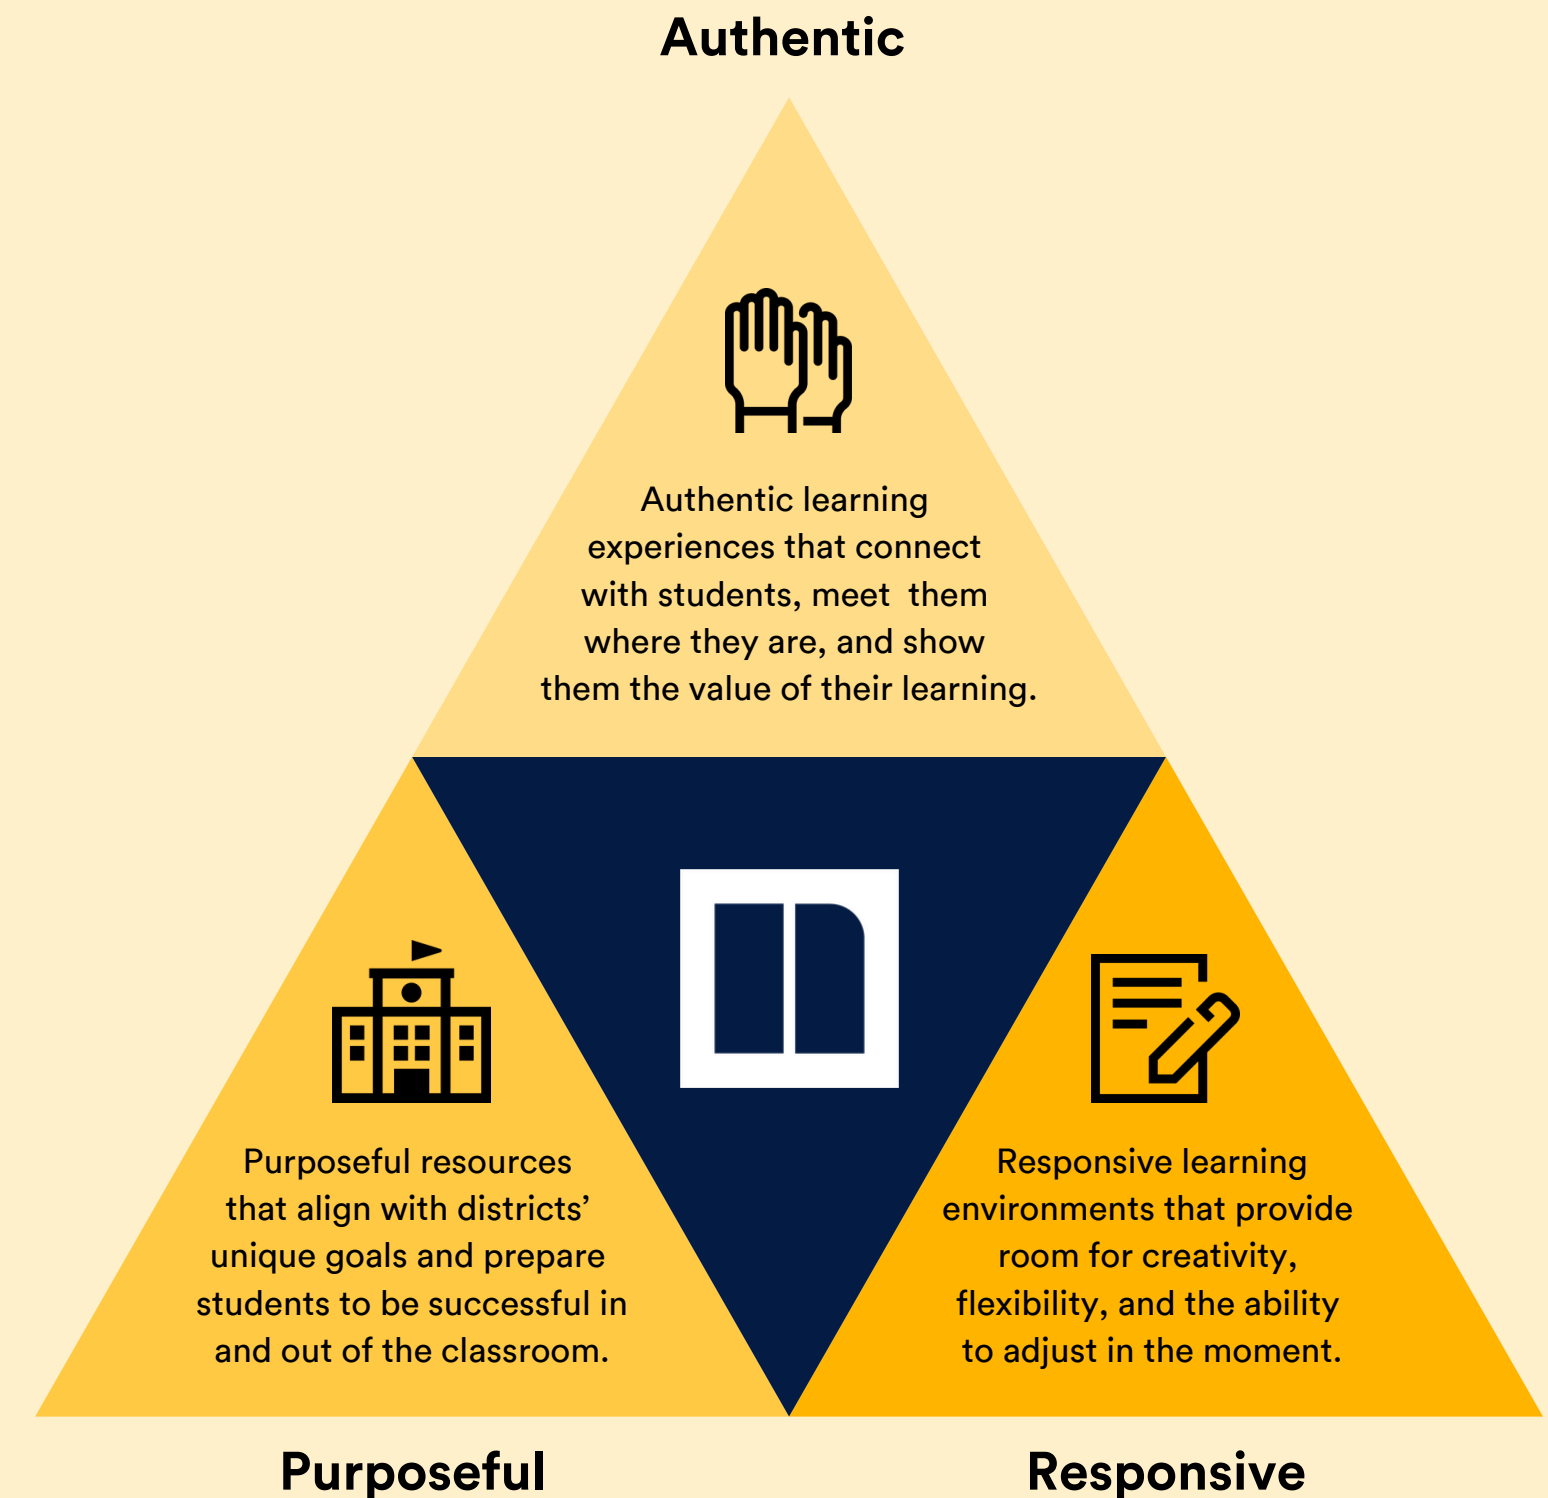 Authentic
Authentic learning
experiences that connect
with students, meet  them
where they are, and show
them the value of their learning.
Purposeful resources
that align with districts’
unique goals and prepare
students to be successful in
and out of the classroom.
Responsive learning
environments that provide
room for creativity,
flexibility, and the ability
to adjust in the moment.
Purposeful
Responsive